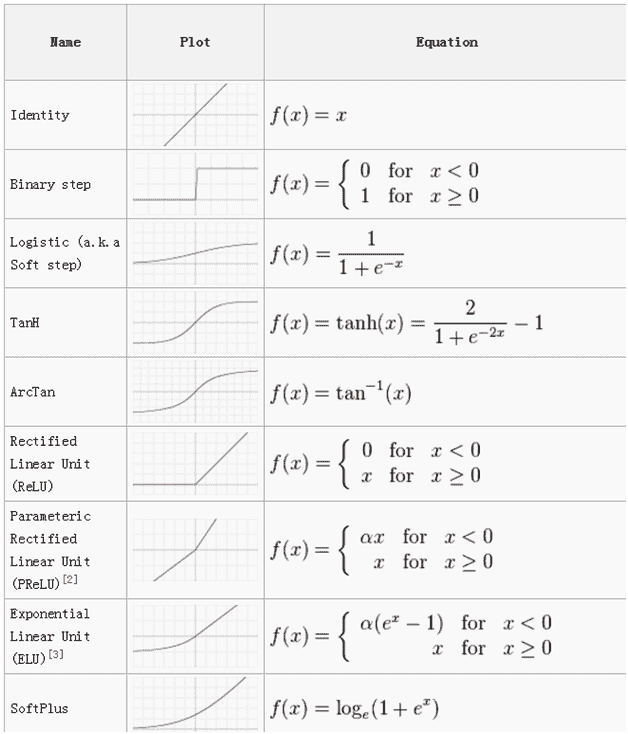 Name Plot Equation
Identity f(x) = x
Binary step f(x) = { 0 for x < 0
1 for x ≥ 0
Logistic (a.k.a
Soft step) f(x) = 1 / (1 + e^{-x})
TanH f(x) = tanh(x) = 2 / (1 + e^{-2x}) − 1
ArcTan f(x) = tan^{-1}(x)
Rectified
Linear Unit
(ReLU) f(x) = { 0 for x < 0
x for x ≥ 0
Parameteric
Rectified
Linear Unit
(PReLU)[2] f(x) = { αx for x < 0
x for x ≥ 0
Exponential
Linear Unit
(ELU)[3] f(x) = { α(e^x − 1) for x < 0
x for x ≥ 0
SoftPlus f(x) = log_e(1 + e^x)